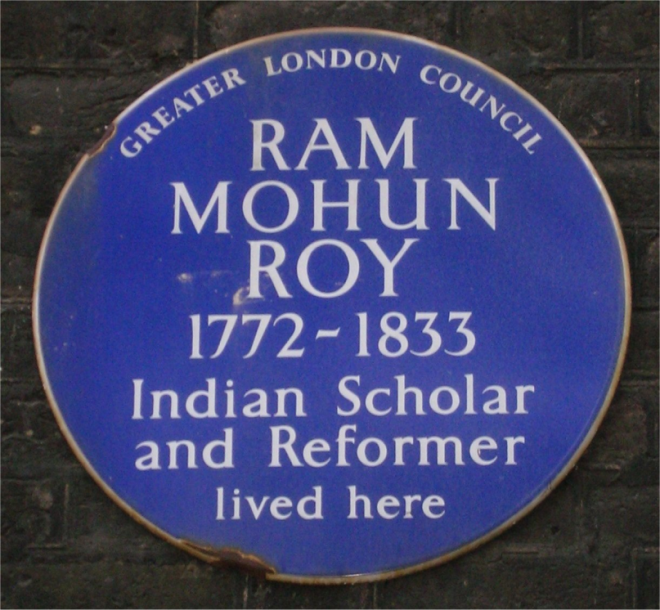 GREATER LONDON COUNCIL
RAM
MOHUN
ROY
1772-1833
Indian Scholar
and Reformer
lived here